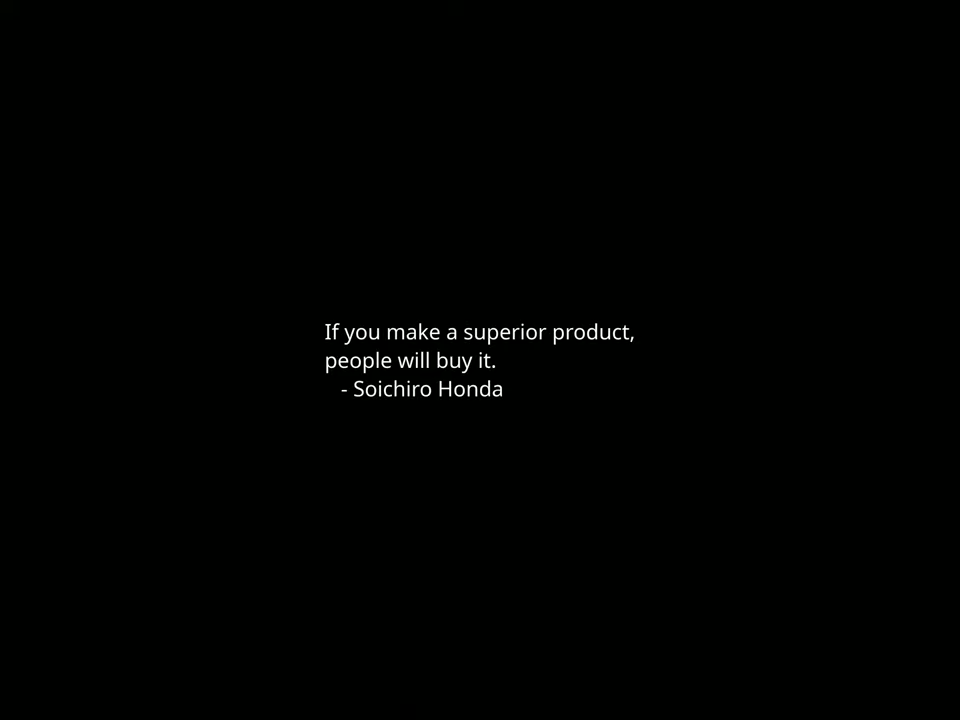 If you make a superior product,
people will buy it.
- Soichiro Honda